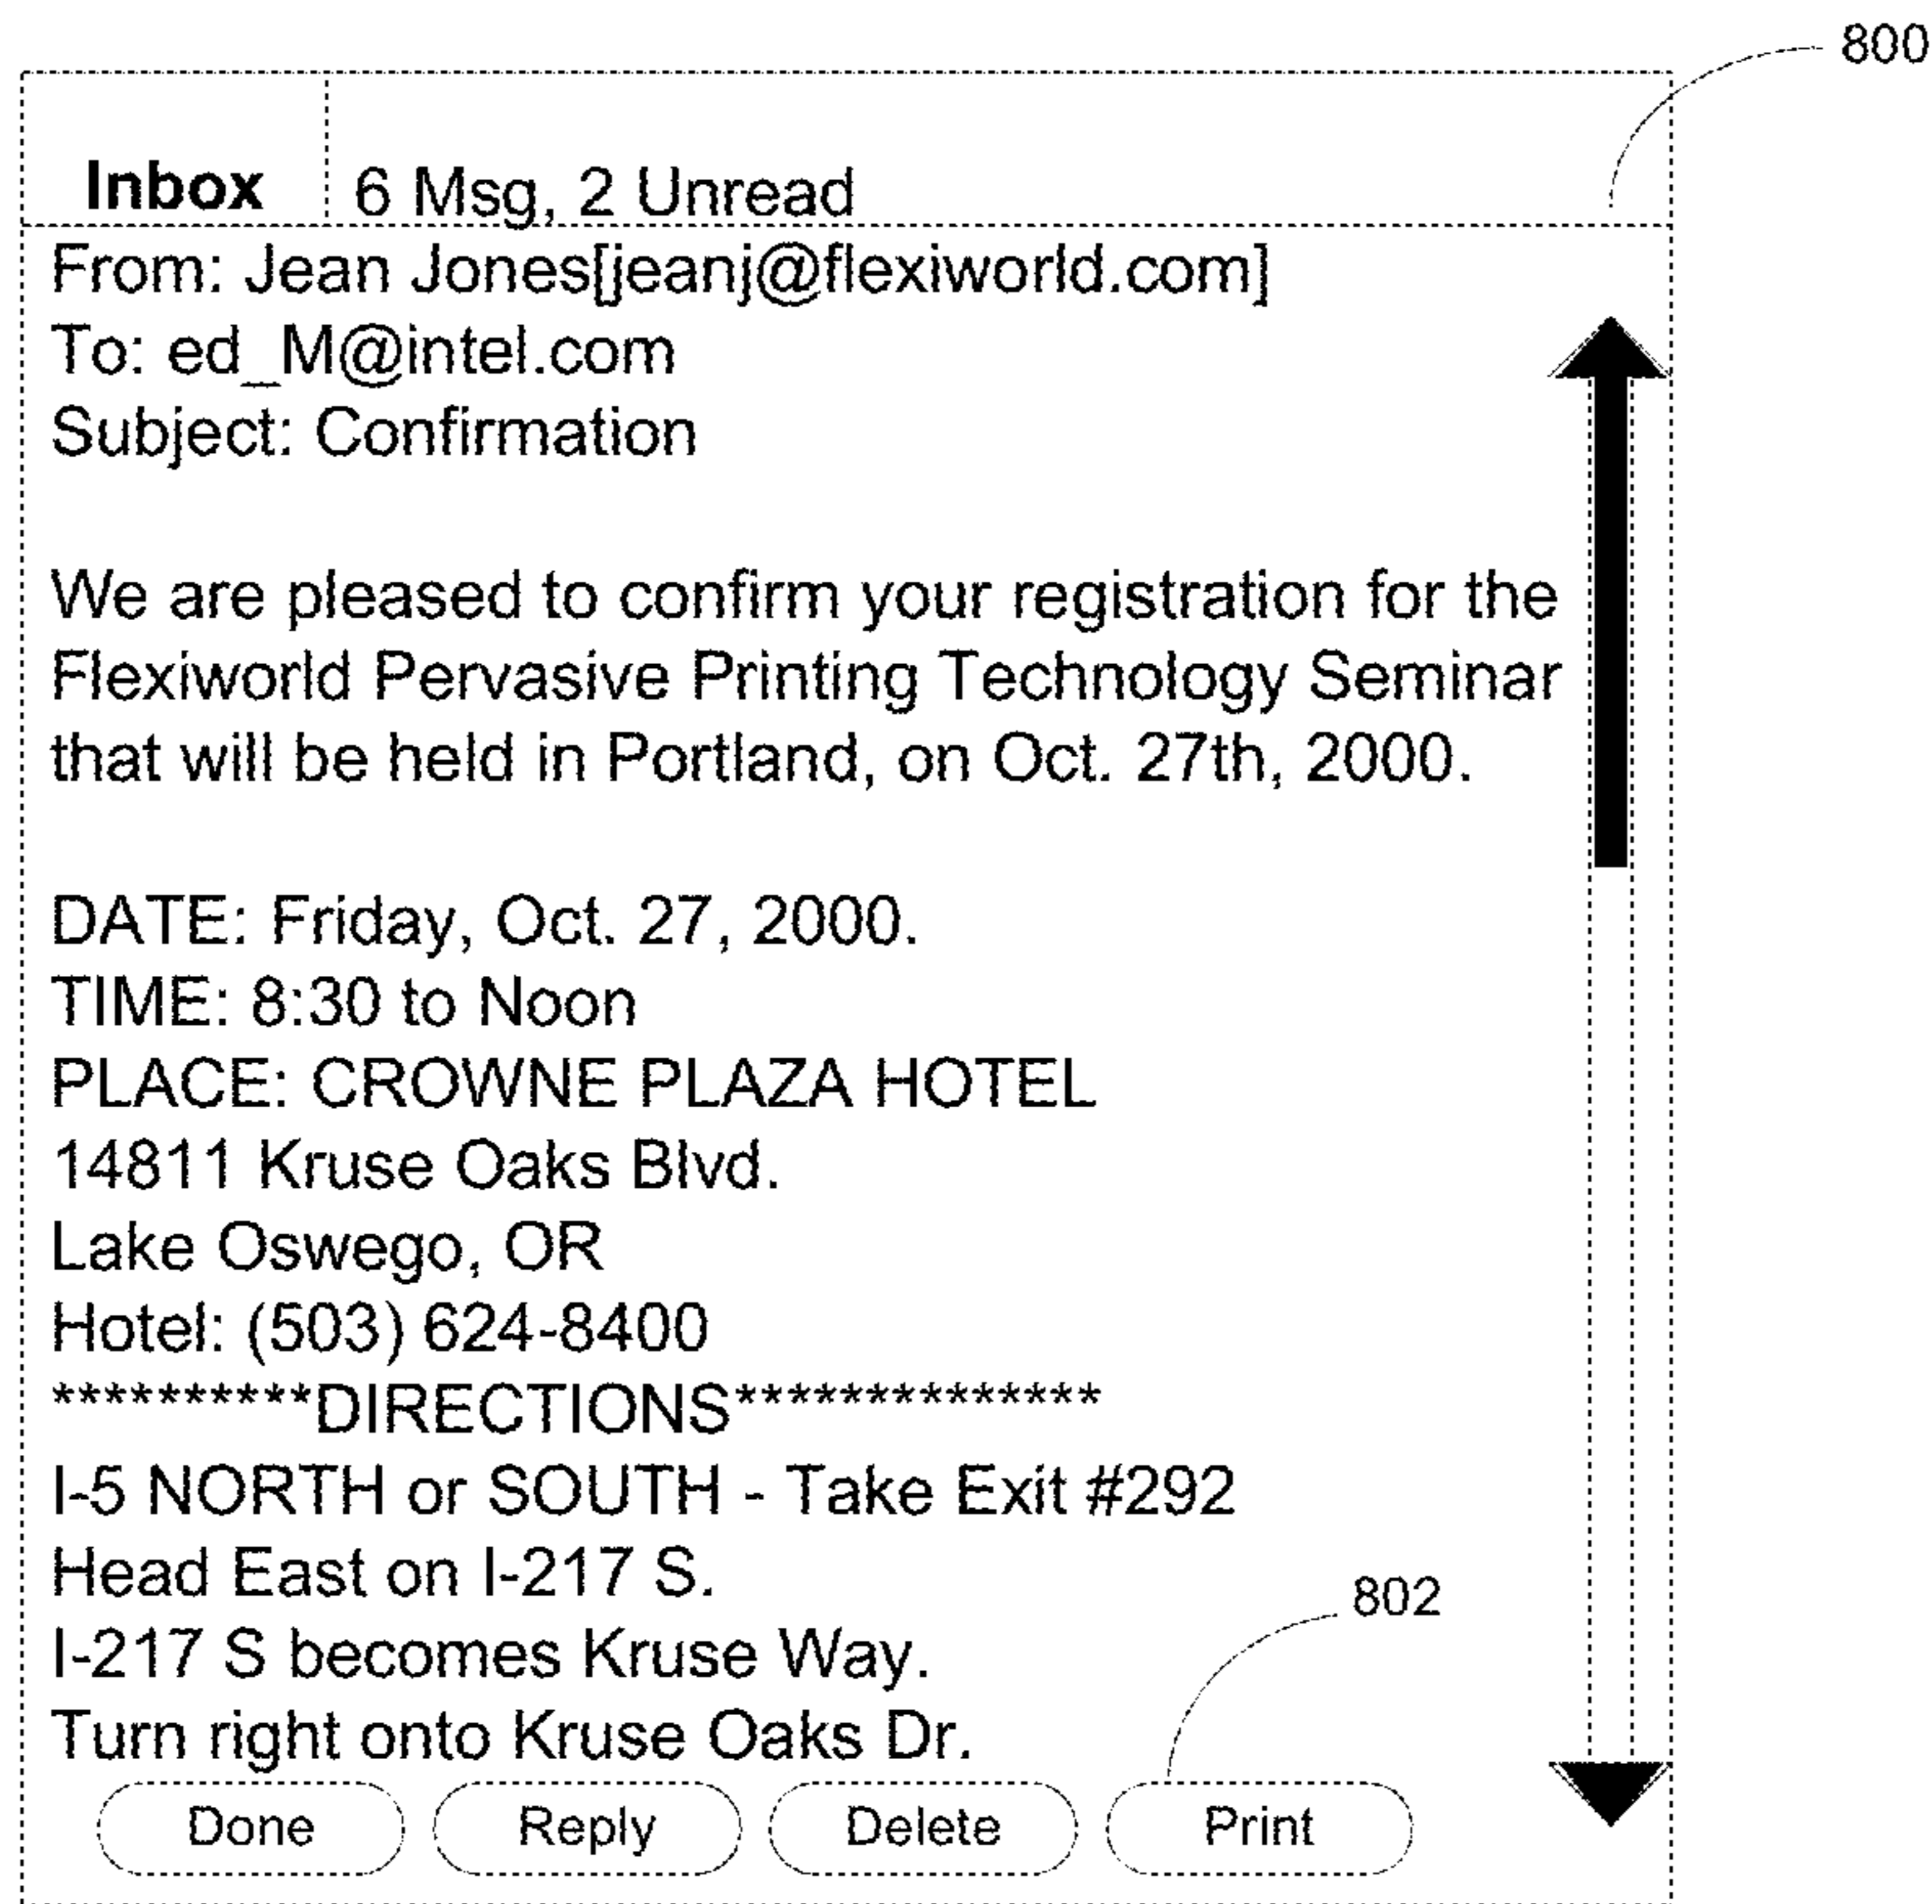 800
Inbox 6 Msg, 2 Unread
From: Jean Jones[jeanj@flexiworld.com]
To: ed_M@intel.com
Subject: Confirmation
We are pleased to confirm your registration for the
Flexiworld Pervasive Printing Technology Seminar
that will be held in Portland, on Oct. 27th, 2000.
DATE: Friday, Oct. 27, 2000.
TIME: 8:30 to Noon
PLACE: CROWNE PLAZA HOTEL
14811 Kruse Oaks Blvd.
Lake Oswego, OR
Hotel: (503) 624-8400
**********DIRECTIONS**************
I-5 NORTH or SOUTH - Take Exit #292
Head East on I-217 S.
802
I-217 S becomes Kruse Way.
Turn right onto Kruse Oaks Dr.
Done Reply Delete Print